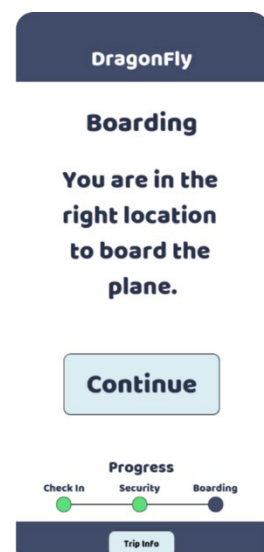 DragonFly
Boarding
You are in the
right location
to board the
plane.
Continue
Progress
Check In Security Boarding
Trip Info